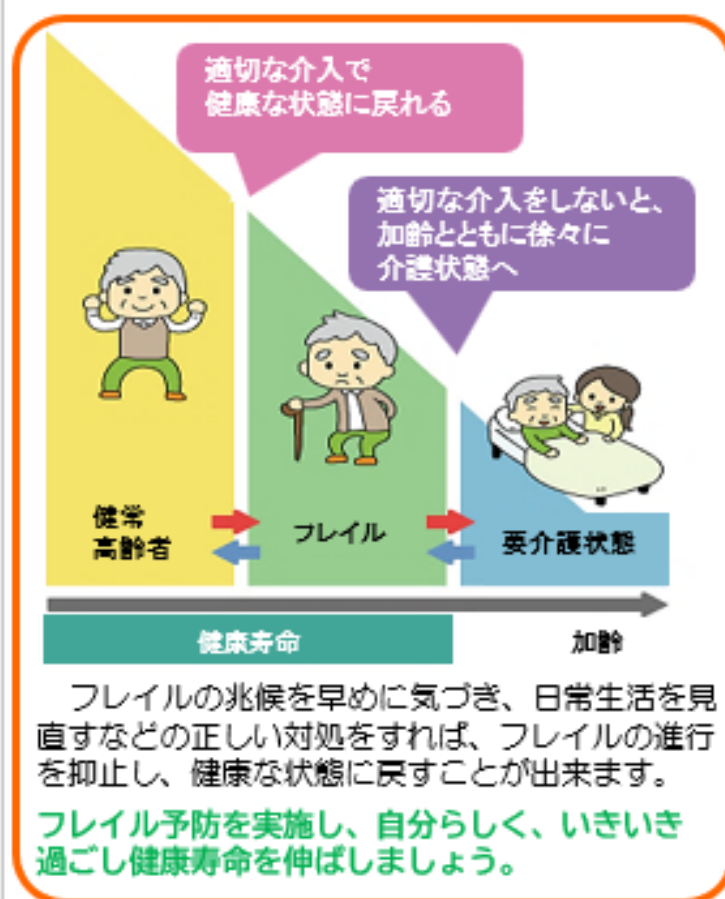 適切な介入で
健康な状態に戻れる
適切な介入をしないと、
加齢とともに徐々に
介護状態へ
健常
高齢者
フレイル
要介護状態
健康寿命
加齢
フレイルの兆候を早めに気づき、日常生活を見
直すなどの正しい対処をすれば、フレイルの進行
を抑止し、健康な状態に戻すことが出来ます。
フレイル予防を実施し、自分らしく、いきいき
過ごし健康寿命を伸ばしましょう。